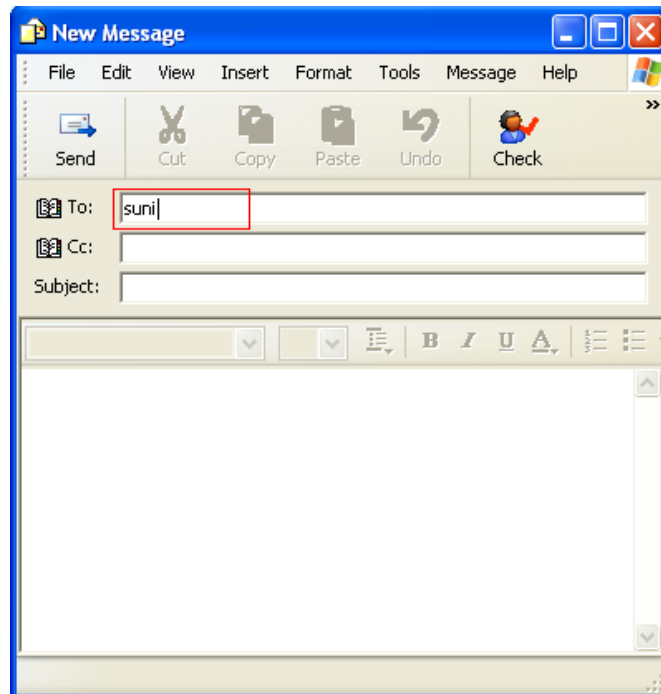 New Message
File Edit View Insert Format Tools Message Help
Send Cut Copy Paste Undo Check »
To: suni
Cc:
Subject:
B I U A